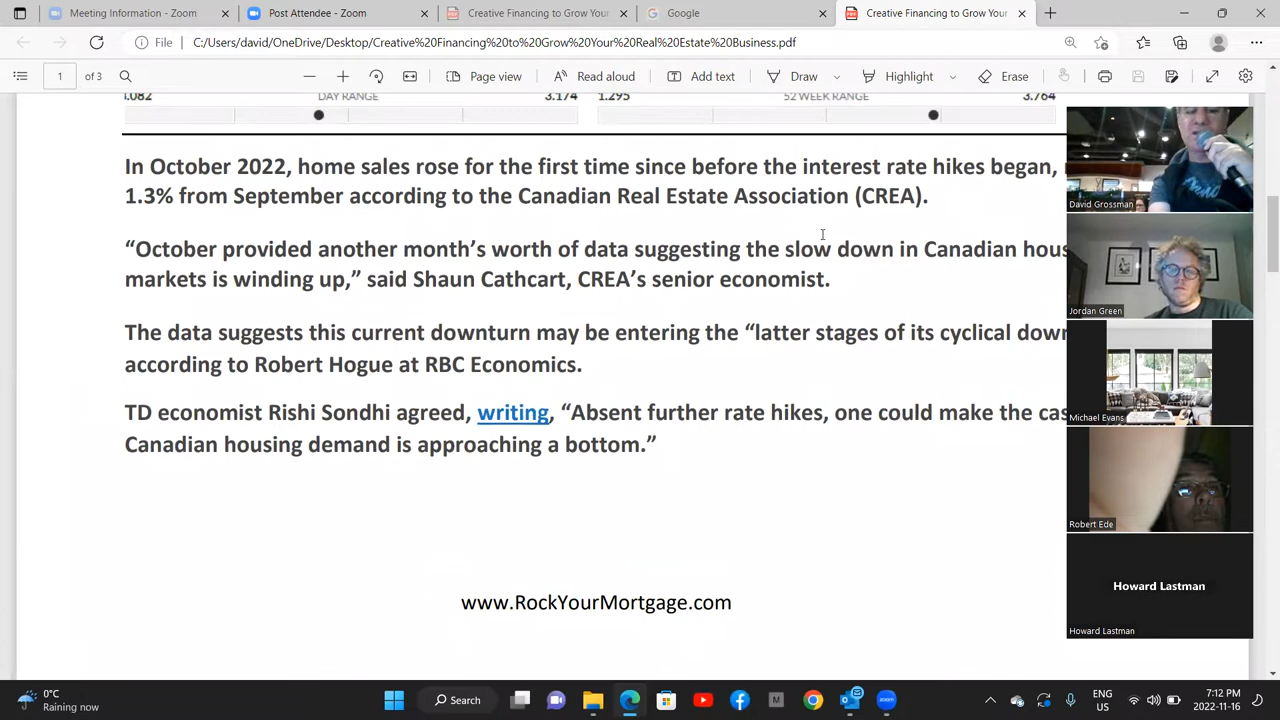 Meeting Information - Zoom
Post Attendee - Zoom
Creative Financing to Grow Your
Google
Creative Financing to Grow Your
File
C:/Users/david/OneDrive/Desktop/Creative%20Financing%20to%20Grow%20Your%20Real%20Estate%20Business.pdf
1 of 3
Page view
Read aloud
Add text
Draw
Highlight
Erase
DAY RANGE 3.174
1.295 52 WEEK RANGE 3.764
In October 2022, home sales rose for the first time since before the interest rate hikes began,
1.3% from September according to the Canadian Real Estate Association (CREA).
“October provided another month’s worth of data suggesting the slow down in Canadian
markets is winding up,” said Shaun Cathcart, CREA’s senior economist.
The data suggests this current downturn may be entering the “latter stages of its cyclical
according to Robert Hogue at RBC Economics.
TD economist Rishi Sondhi agreed, writing, “Absent further rate hikes, one could make the
Canadian housing demand is approaching a bottom.”
www.RockYourMortgage.com
David Grossman
Jordan Green
Michael Evans
Robert Ede
Howard Lastman
Howard Lastman
0°C
Raining now
Search
ENG
US
7:12 PM
2022-11-16